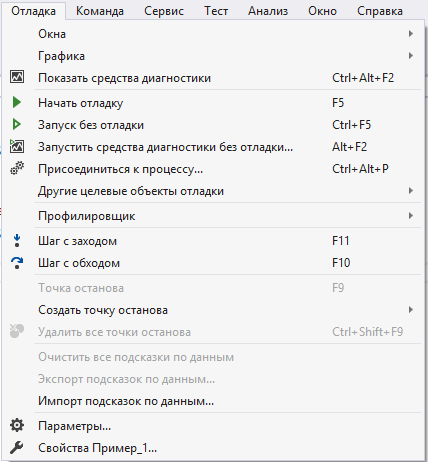 Отладка Команда Сервис Тест Анализ Окно Справка
Окна
Графика
Показать средства диагностики Ctrl+Alt+F2
Начать отладку F5
Запуск без отладки Ctrl+F5
Запустить средства диагностики без отладки... Alt+F2
Присоединиться к процессу... Ctrl+Alt+P
Другие целевые объекты отладки
Профилировщик
Шаг с заходом F11
Шаг с обходом F10
Точка останова F9
Создать точку останова
Удалить все точки останова Ctrl+Shift+F9
Очистить все подсказки по данным
Экспорт подсказок по данным...
Импорт подсказок по данным...
Параметры...
Свойства Пример_1...